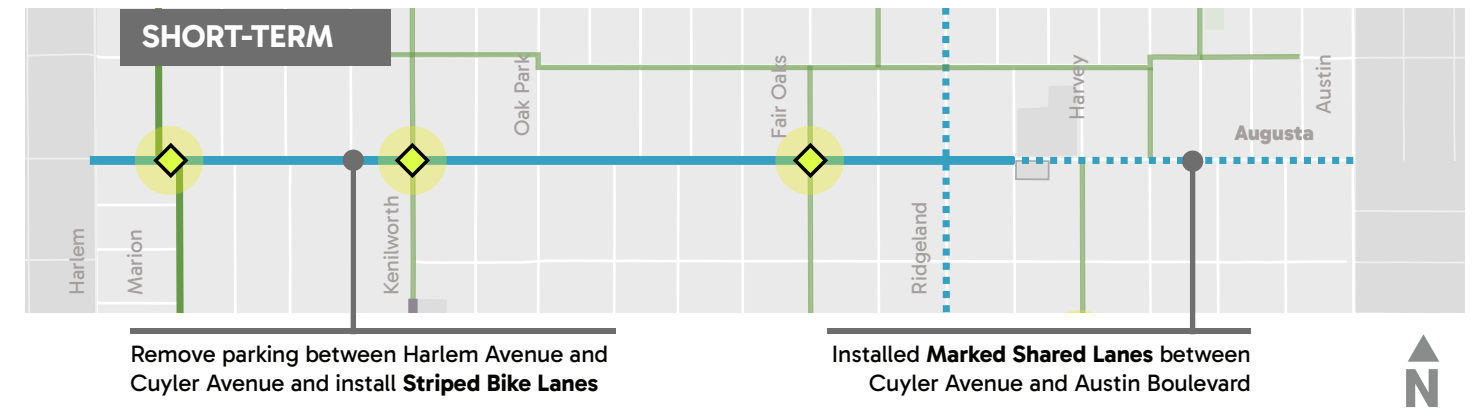 SHORT-TERM
Oak Park
Fair Oaks
Harvey
Austin
Augusta
Harlem
Marion
Kenilworth
Ridgeland
Remove parking between Harlem Avenue and
Cuyler Avenue and install Striped Bike Lanes
Installed Marked Shared Lanes between
Cuyler Avenue and Austin Boulevard
N